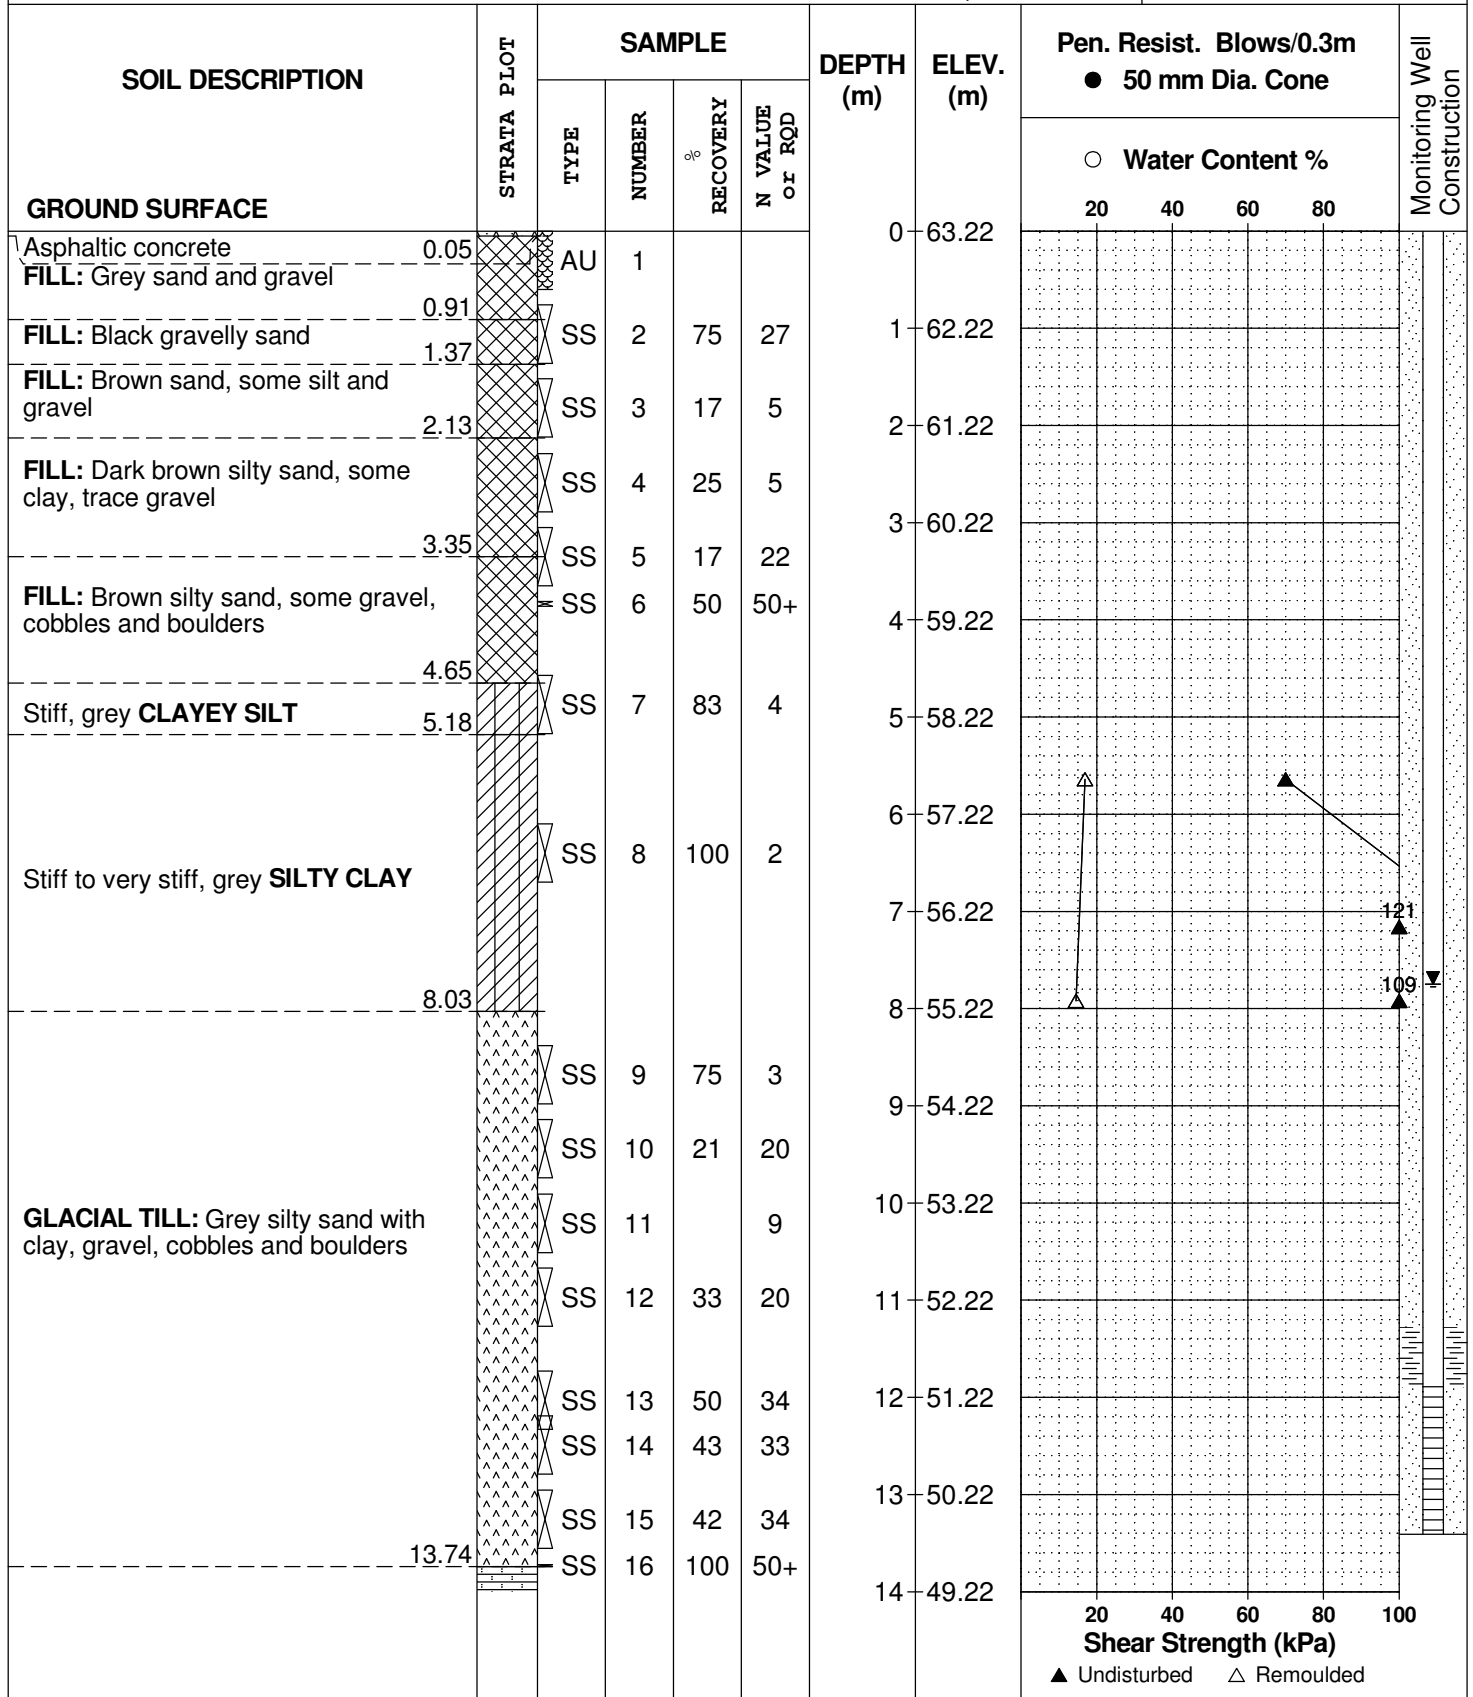 SOIL DESCRIPTION
GROUND SURFACE
STRATA PLOT
SAMPLE
TYPE
NUMBER
% RECOVERY
N VALUE or RQD
DEPTH (m)
ELEV. (m)
Pen. Resist. Blows/0.3m
● 50 mm Dia. Cone
○ Water Content %
20 40 60 80
Monitoring Well Construction
0 63.22
Asphaltic concrete 0.05
FILL: Grey sand and gravel
0.91
AU 1
FILL: Black gravelly sand
1.37
SS 2 75 27
1 62.22
FILL: Brown sand, some silt and
gravel
2.13
SS 3 17 5
2 61.22
FILL: Dark brown silty sand, some
clay, trace gravel
3.35
SS 4 25 5
3 60.22
SS 5 17 22
FILL: Brown silty sand, some gravel,
cobbles and boulders
4.65
SS 6 50 50+
4 59.22
Stiff, grey CLAYEY SILT
5.18
SS 7 83 4
5 58.22
6 57.22
Stiff to very stiff, grey SILTY CLAY
8.03
SS 8 100 2
7 56.22
121
109
8 55.22
SS 9 75 3
9 54.22
SS 10 21 20
GLACIAL TILL: Grey silty sand with
clay, gravel, cobbles and boulders
10 53.22
SS 11 9
SS 12 33 20
11 52.22
SS 13 50 34
12 51.22
SS 14 43 33
13 50.22
SS 15 42 34
13.74
SS 16 100 50+
14 49.22
20 40 60 80 100
Shear Strength (kPa)
▲ Undisturbed △ Remoulded